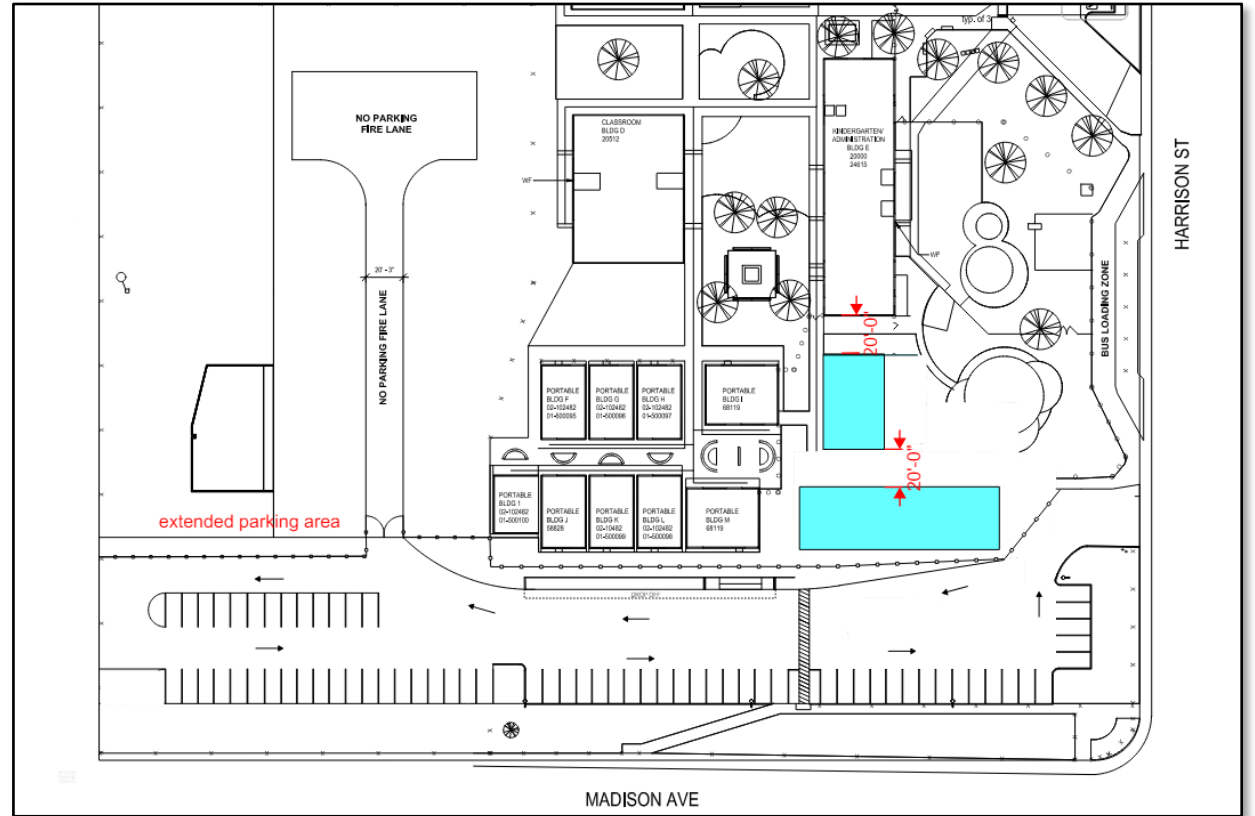 typ. of 3
NO PARKING
FIRE LANE
CLASSROOM
BLDG D
20512
WF
KINDERGARTEN/
ADMINISTRATION
BLDG E
20000
24615
WF
HARRISON ST
BUS LOADING ZONE
20' - 3"
NO PARKING FIRE LANE
20'-0"
PORTABLE
BLDG F
02-102482
01-500095
PORTABLE
BLDG G
02-102482
01-500096
PORTABLE
BLDG H
02-102482
01-500097
PORTABLE
BLDG I
68119
20'-0"
PORTABLE
BLDG 1
02-102482
01-500100
PORTABLE
BLDG J
58826
PORTABLE
BLDG K
02-10482
01-500099
PORTABLE
BLDG L
02-102482
01-500098
PORTABLE
BLDG M
68119
extended parking area
DROP OFF
MADISON AVE